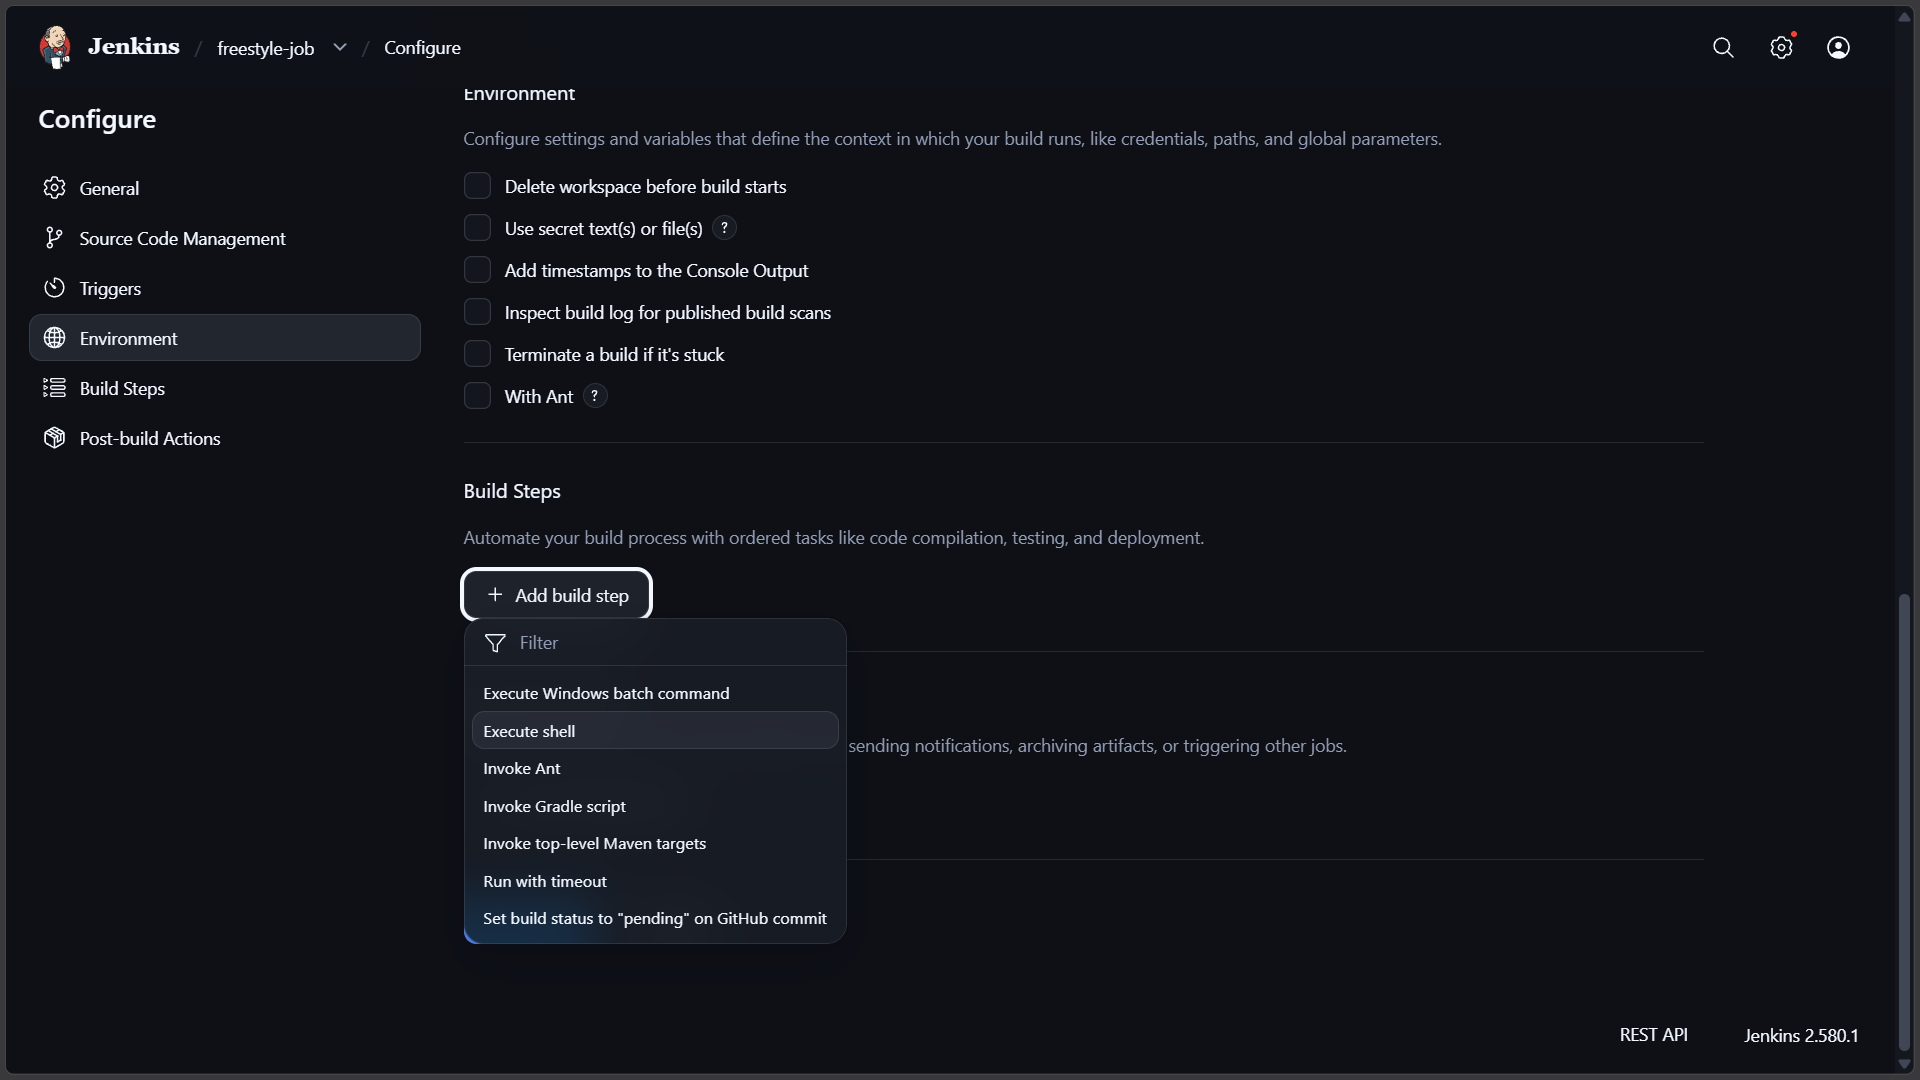 Jenkins / freestyle-job / Configure
Configure
General
Source Code Management
Triggers
Environment
Build Steps
Post-build Actions
Environment
Configure settings and variables that define the context in which your build runs, like credentials, paths, and global parameters.
Delete workspace before build starts
Use secret text(s) or file(s) ?
Add timestamps to the Console Output
Inspect build log for published build scans
Terminate a build if it's stuck
With Ant ?
Build Steps
Automate your build process with ordered tasks like code compilation, testing, and deployment.
+ Add build step
Filter
Execute Windows batch command
Execute shell
Invoke Ant
Invoke Gradle script
Invoke top-level Maven targets
Run with timeout
Set build status to "pending" on GitHub commit
sending notifications, archiving artifacts, or triggering other jobs.
REST API
Jenkins 2.580.1